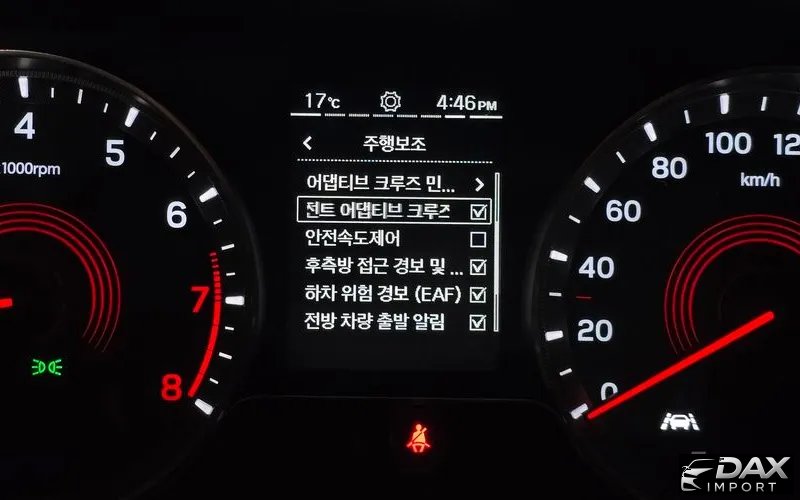 17℃ 4:46PM
< 주행보조
어댑티브 크루즈 민... >
어댑티브 크루즈
안전속도제어
후측방 접근 경보 및 ...
하차 위험 경보 (EAF)
전방 차량 출발 알림
4
5
6
7
8
1000rpm
0
20
40
60
80
100
km/h
DAX
IMPORT